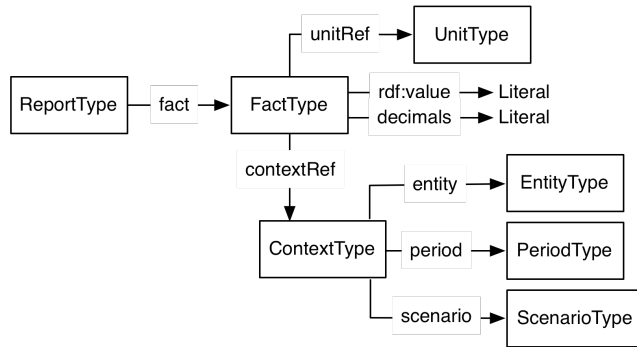 unitRef
UnitType
ReportType
fact
FactType
rdf:value
Literal
decimals
Literal
contextRef
entity
EntityType
ContextType
period
PeriodType
scenario
ScenarioType